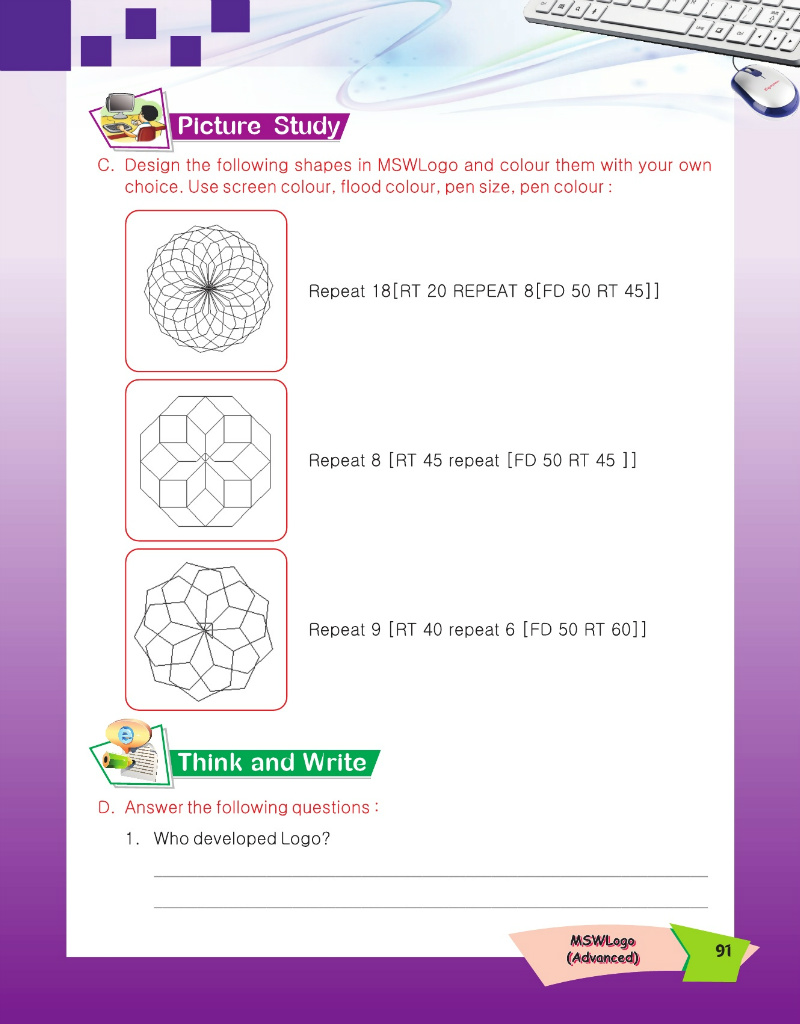 Picture Study
C. Design the following shapes in MSWLogo and colour them with your own
choice. Use screen colour, flood colour, pen size, pen colour :
Repeat 18[RT 20 REPEAT 8[FD 50 RT 45]]
Repeat 8 [RT 45 repeat [FD 50 RT 45 ]]
Repeat 9 [RT 40 repeat 6 [FD 50 RT 60]]
Think and Write
D. Answer the following questions :
1. Who developed Logo?
MSWLogo
(Advanced)
91